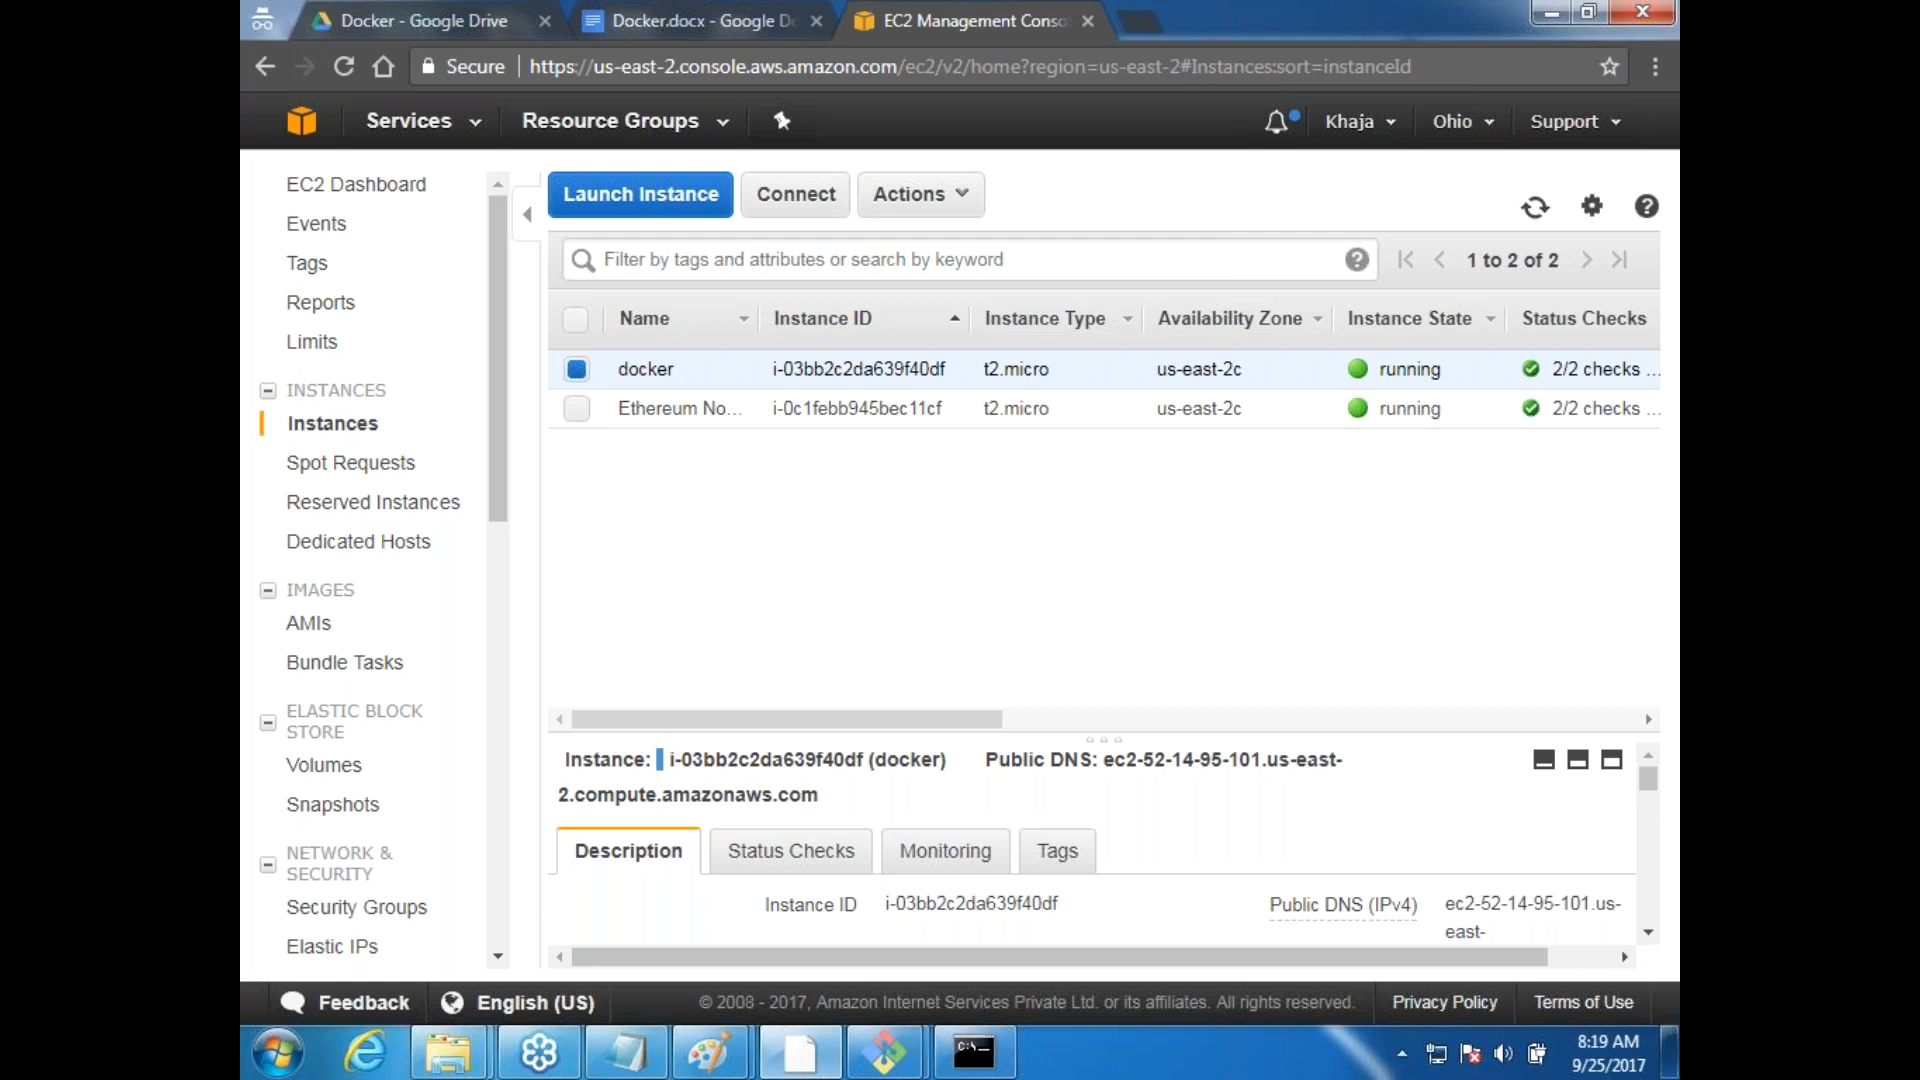 Docker - Google Drive
Docker.docx - Google Do
EC2 Management Conso
Secure
https://us-east-2.console.aws.amazon.com/ec2/v2/home?region=us-east-2#Instances:sort=instanceId
Services
Resource Groups
Khaja
Ohio
Support
EC2 Dashboard
Events
Tags
Reports
Limits
INSTANCES
Instances
Spot Requests
Reserved Instances
Dedicated Hosts
IMAGES
AMIs
Bundle Tasks
ELASTIC BLOCK
STORE
Volumes
Snapshots
NETWORK &
SECURITY
Security Groups
Elastic IPs
Launch Instance
Connect
Actions
Filter by tags and attributes or search by keyword
1 to 2 of 2
Name Instance ID Instance Type Availability Zone Instance State Status Checks
docker i-03bb2c2da639f40df t2.micro us-east-2c running 2/2 checks ...
Ethereum No... i-0c1febb945bec11cf t2.micro us-east-2c running 2/2 checks ...
Instance: i-03bb2c2da639f40df (docker) Public DNS: ec2-52-14-95-101.us-east-
2.compute.amazonaws.com
Description
Status Checks
Monitoring
Tags
Instance ID i-03bb2c2da639f40df
Public DNS (IPv4) ec2-52-14-95-101.us-
east-
Feedback
English (US)
© 2008 - 2017, Amazon Internet Services Private Ltd. or its affiliates. All rights reserved.
Privacy Policy
Terms of Use
C:\
8:19 AM
9/25/2017